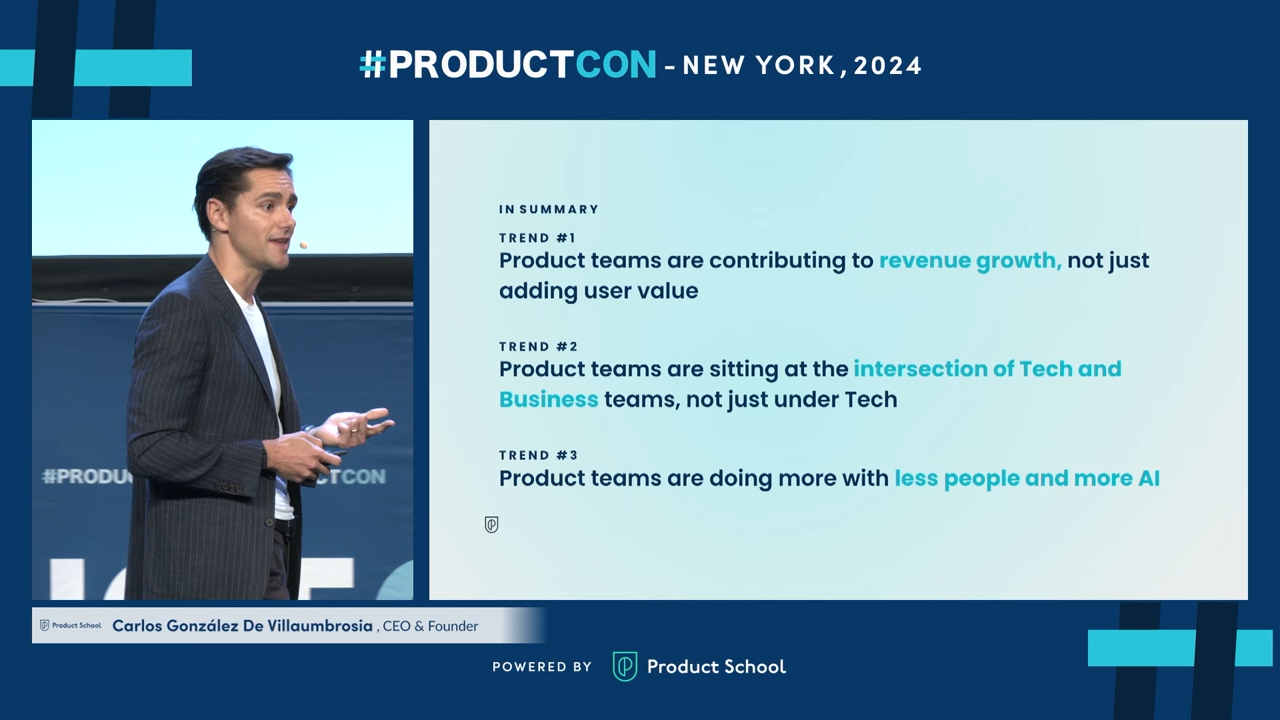 #PRODUCTCON - NEW YORK, 2024
IN SUMMARY
TREND #1
Product teams are contributing to revenue growth, not just
adding user value
TREND #2
Product teams are sitting at the intersection of Tech and
Business teams, not just under Tech
TREND #3
Product teams are doing more with less people and more AI
#PRODU CTCON
Product School Carlos González De Villaumbrosia, CEO & Founder
POWERED BY Product School